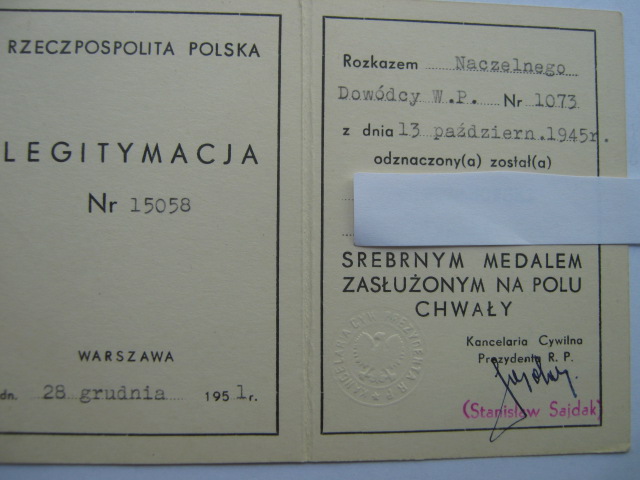 RZECZPOSPOLITA POLSKA
LEGITYMACJA
Nr 15058
WARSZAWA
dn. 28 grudnia 1951 r.
Rozkazem Naczelnego
Dowódcy W.P. Nr 1073
z dnia 13 październ.1945r.
odznaczony(a) został(a)
SREBRNYM MEDALEM
ZASŁUŻONYM NA POLU
CHWAŁY
Kancelaria Cywilna
Prezydenta R. P.
(Stanisław Sajdak)